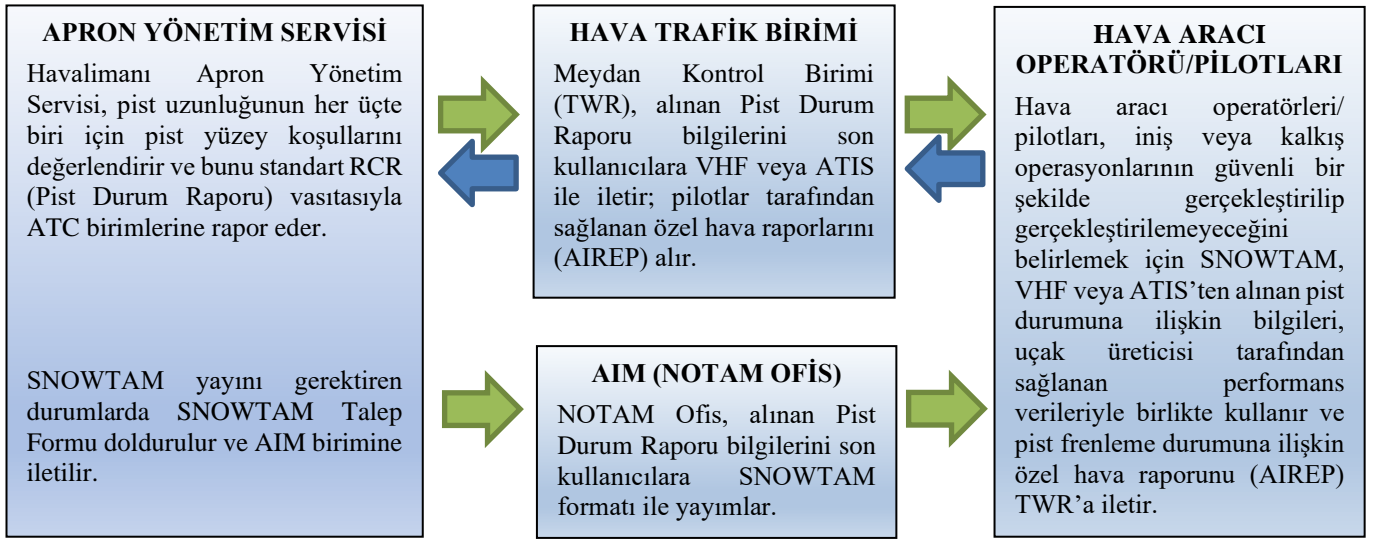 APRON YÖNETİM SERVİSİ
Havalimanı Apron Yönetim
Servisi, pist uzunluğunun her üçte
biri için pist yüzey koşullarını
değerlendirir ve bunu standart RCR
(Pist Durum Raporu) vasıtasıyla
ATC birimlerine rapor eder.
SNOWTAM yayını gerektiren
durumlarda SNOWTAM Talep
Formu doldurulur ve AIM birimine
iletilir.
HAVA TRAFİK BİRİMİ
Meydan Kontrol Birimi
(TWR), alınan Pist Durum
Raporu bilgilerini son
kullanıcılara VHF veya ATIS
ile iletir; pilotlar tarafından
sağlanan özel hava raporlarını
(AIREP) alır.
AIM (NOTAM OFİS)
NOTAM Ofis, alınan Pist
Durum Raporu bilgilerini son
kullanıcılara SNOWTAM
formatı ile yayımlar.
HAVA ARACI
OPERATÖRÜ/PİLOTLARI
Hava aracı operatörleri/
pilotları, iniş veya kalkış
operasyonlarının güvenli bir
şekilde gerçekleştirilip
gerçekleştirilemeyeceğini
belirlemek için SNOWTAM,
VHF veya ATIS’ten alınan pist
durumuna ilişkin bilgileri,
uçak üreticisi tarafından
sağlanan performans
verileriyle birlikte kullanır ve
pist frenleme durumuna ilişkin
özel hava raporunu (AIREP)
TWR’a iletir.